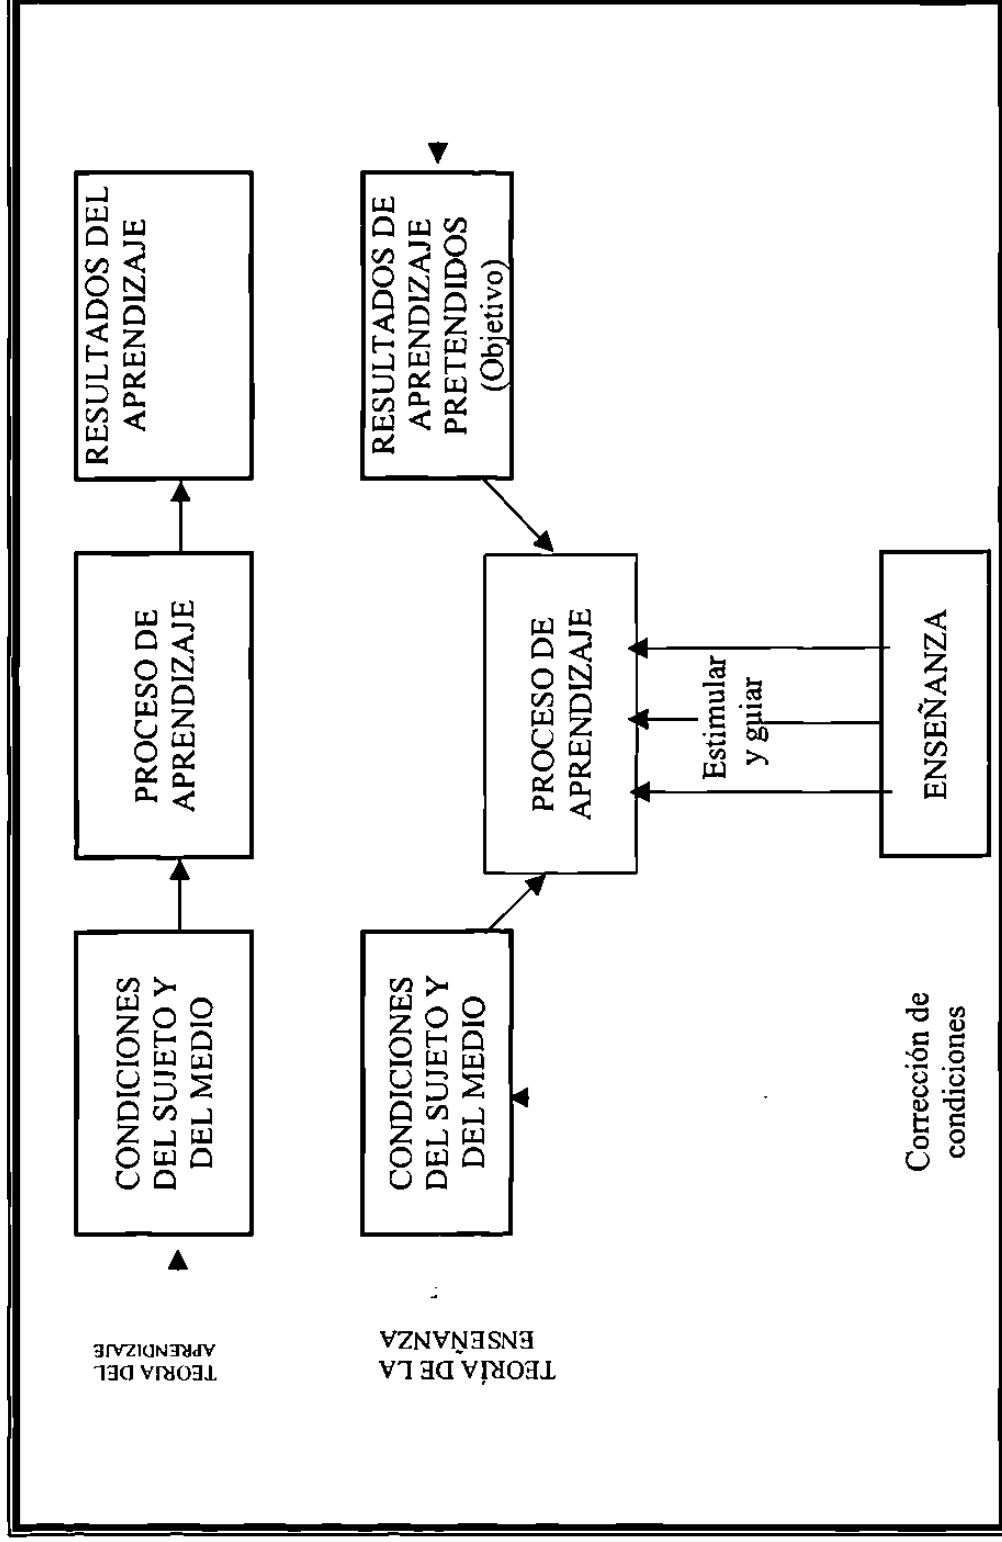 TEORIA DEL
APRENDIZAJE
CONDICIONES
DEL SUJETO Y
DEL MEDIO
PROCESO DE
APRENDIZAJE
RESULTADOS DEL
APRENDIZAJE
TEORÍA DE LA
ENSEÑANZA
CONDICIONES
DEL SUJETO Y
DEL MEDIO
PROCESO DE
APRENDIZAJE
RESULTADOS DE
APRENDIZAJE
PRETENDIDOS
(Objetivo)
Estimular
y guiar
Corrección de
condiciones
ENSEÑANZA